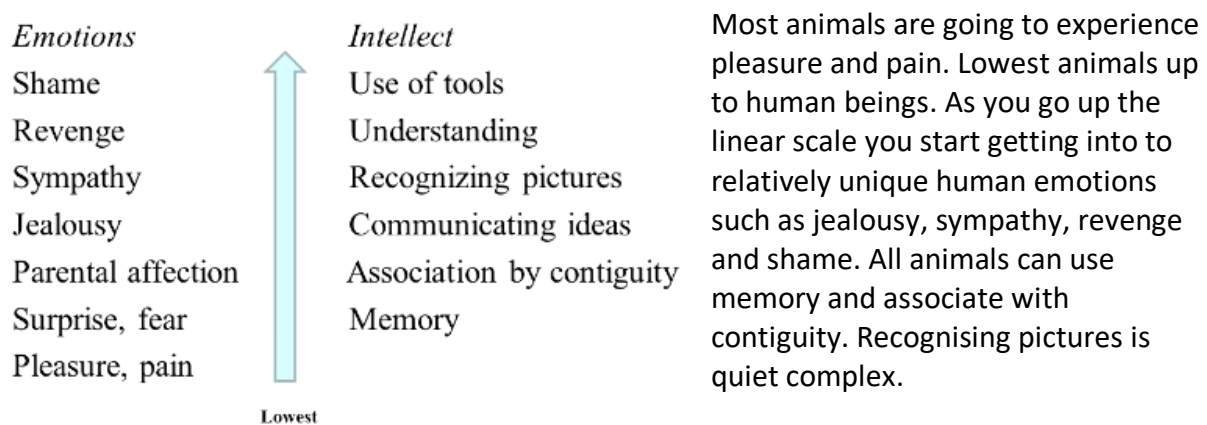 Emotions
Shame
Revenge
Sympathy
Jealousy
Parental affection
Surprise, fear
Pleasure, pain
Lowest
Intellect
Use of tools
Understanding
Recognizing pictures
Communicating ideas
Association by contiguity
Memory
Most animals are going to experience
pleasure and pain. Lowest animals up
to human beings. As you go up the
linear scale you start getting into to
relatively unique human emotions
such as jealousy, sympathy, revenge
and shame. All animals can use
memory and associate with
contiguity. Recognising pictures is
quiet complex.